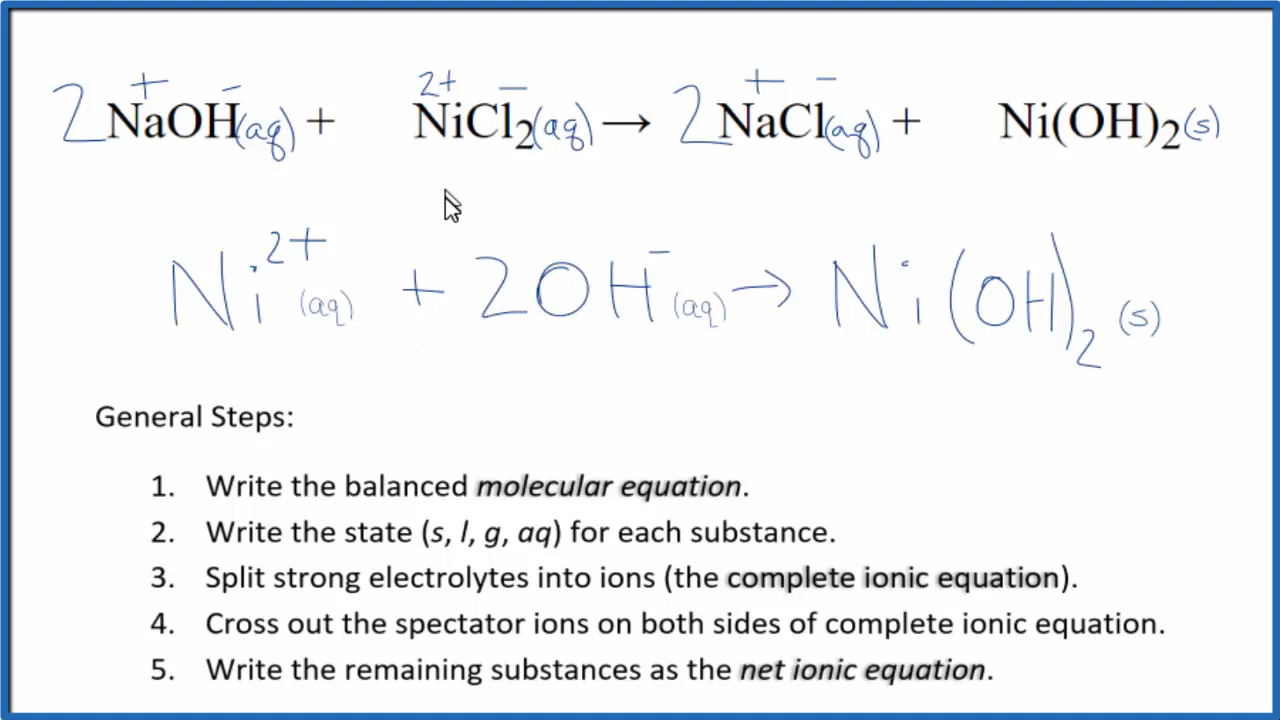 2NaOH(aq) + NiCl₂(aq) → 2NaCl(aq) + Ni(OH)₂(s)
+ - 2+ - + -
Ni²⁺(aq) + 2OH⁻(aq) → Ni(OH)₂(s)
General Steps:
1. Write the balanced molecular equation.
2. Write the state (s, l, g, aq) for each substance.
3. Split strong electrolytes into ions (the complete ionic equation).
4. Cross out the spectator ions on both sides of complete ionic equation.
5. Write the remaining substances as the net ionic equation.